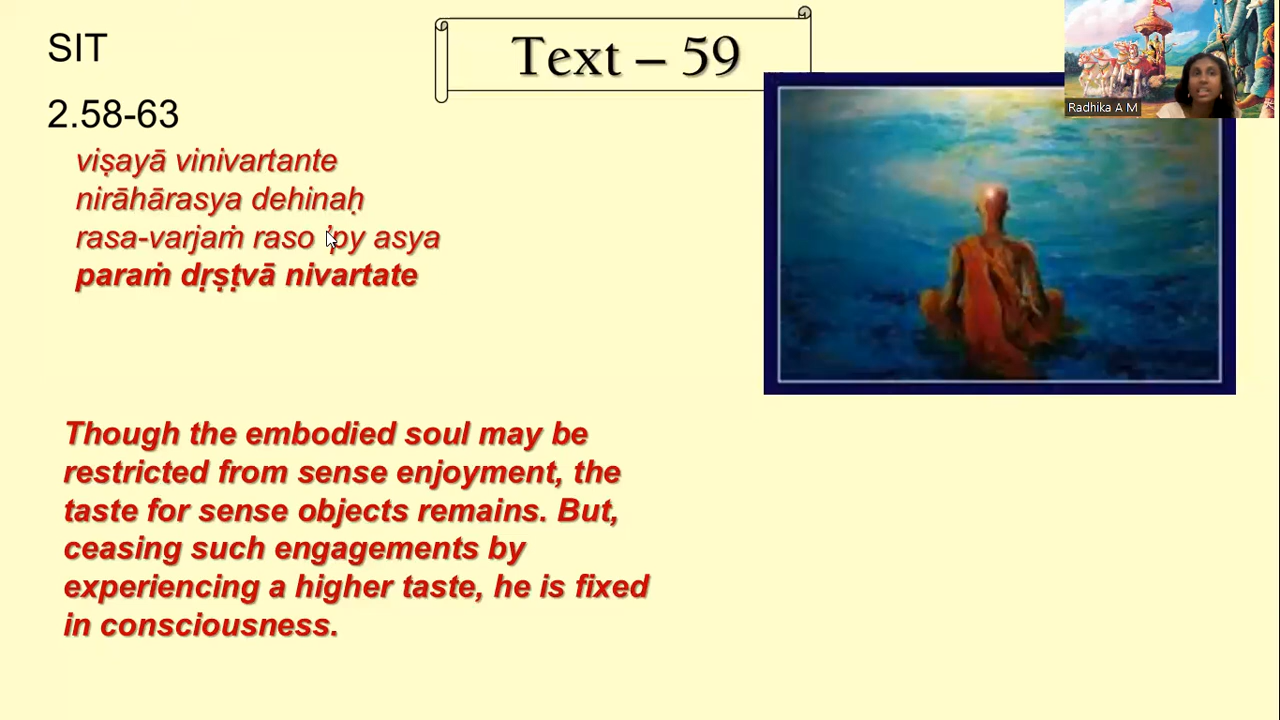 SIT
2.58-63
Text – 59
Radhika A M
viṣayā vinivartante
nirāhārasya dehinaḥ
rasa-varjaṁ raso 'py asya
paraṁ dṛṣṭvā nivartate
Though the embodied soul may be
restricted from sense enjoyment, the
taste for sense objects remains. But,
ceasing such engagements by
experiencing a higher taste, he is fixed
in consciousness.